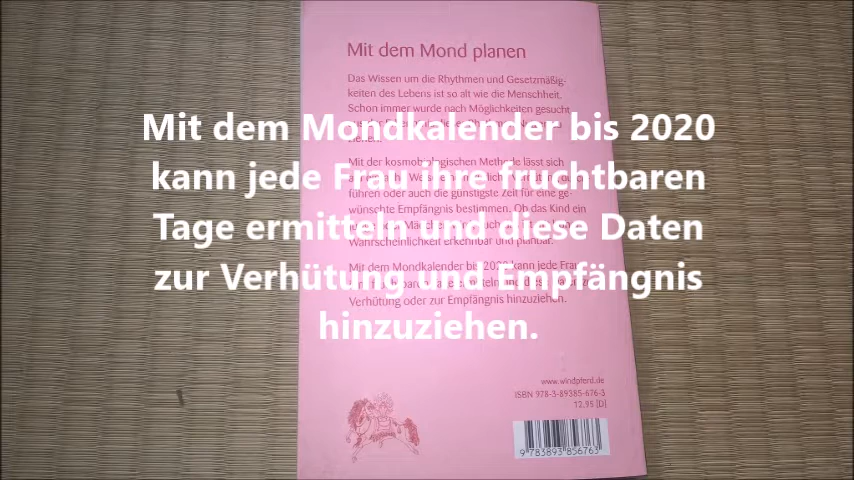 Mit dem Mond planen
Das Wissen um die Rhythmen und Gesetzmäßig-
keiten des Lebens ist so alt wie die Menschheit.
Schon immer wurde nach Möglichkeiten gesucht,
Mit der kosmobiologischen Methode lässt sich
führen oder auch die günstigste Zeit für eine ge-
wünschte Empfängnis bestimmen. Ob das Kind ein
Wahrscheinlichkeit erkennbar und planbar.
Mit dem Mondkalender bis 2020 kann jede Frau
Verhütung oder zur Empfängnis hinzuziehen.
Mit dem Mondkalender bis 2020
kann jede Frau ihre fruchtbaren
Tage ermitteln und diese Daten
zur Verhütung und Empfängnis
hinzuziehen.
www.windpferd.de
ISBN 978-3-89385-676-3
12,95 [D]
9 783893 856763